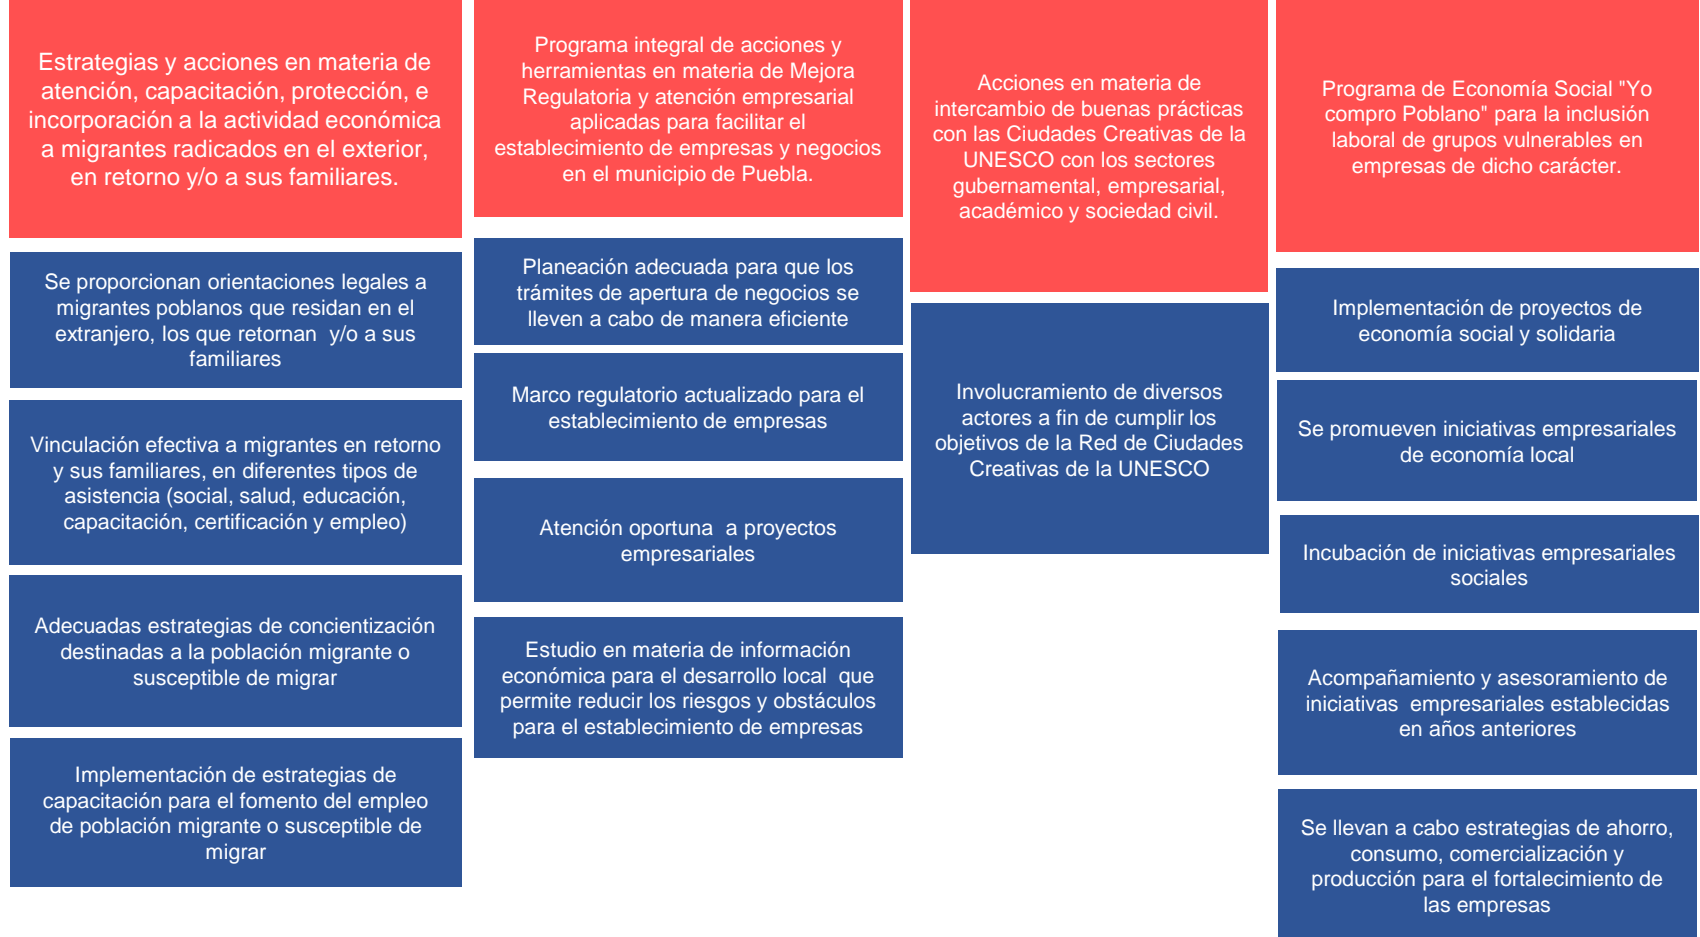 Estrategias y acciones en materia de
atención, capacitación, protección, e
incorporación a la actividad económica
a migrantes radicados en el exterior,
en retorno y/o a sus familiares.
Se proporcionan orientaciones legales a
migrantes poblanos que residan en el
extranjero, los que retornan y/o a sus
familiares
Vinculación efectiva a migrantes en retorno
y sus familiares, en diferentes tipos de
asistencia (social, salud, educación,
capacitación, certificación y empleo)
Adecuadas estrategias de concientización
destinadas a la población migrante o
susceptible de migrar
Implementación de estrategias de
capacitación para el fomento del empleo
de población migrante o susceptible de
migrar
Programa integral de acciones y
herramientas en materia de Mejora
Regulatoria y atención empresarial
aplicadas para facilitar el
establecimiento de empresas y negocios
en el municipio de Puebla.
Planeación adecuada para que los
trámites de apertura de negocios se
lleven a cabo de manera eficiente
Marco regulatorio actualizado para el
establecimiento de empresas
Atención oportuna a proyectos
empresariales
Estudio en materia de información
económica para el desarrollo local que
permite reducir los riesgos y obstáculos
para el establecimiento de empresas
Acciones en materia de
intercambio de buenas prácticas
con las Ciudades Creativas de la
UNESCO con los sectores
gubernamental, empresarial,
académico y sociedad civil.
Involucramiento de diversos
actores a fin de cumplir los
objetivos de la Red de Ciudades
Creativas de la UNESCO
Programa de Economía Social "Yo
compro Poblano" para la inclusión
laboral de grupos vulnerables en
empresas de dicho carácter.
Implementación de proyectos de
economía social y solidaria
Se promueven iniciativas empresariales
de economía local
Incubación de iniciativas empresariales
sociales
Acompañamiento y asesoramiento de
iniciativas empresariales establecidas
en años anteriores
Se llevan a cabo estrategias de ahorro,
consumo, comercialización y
producción para el fortalecimiento de
las empresas